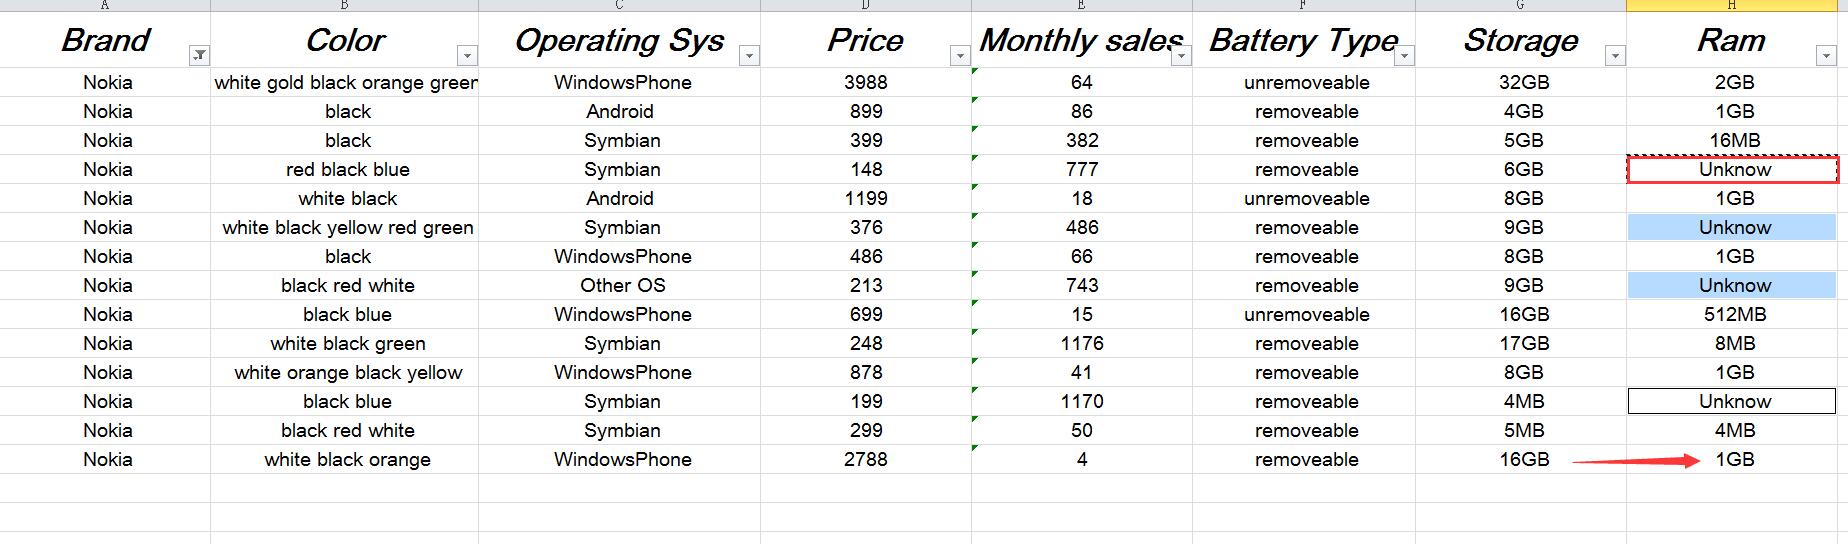 A B C D E F G H
Brand Color Operating Sys Price Monthly sales Battery Type Storage Ram
Nokia white gold black orange green WindowsPhone 3988 64 unremoveable 32GB 2GB
Nokia black Android 899 86 removeable 4GB 1GB
Nokia black Symbian 399 382 removeable 5GB 16MB
Nokia red black blue Symbian 148 777 removeable 6GB Unknow
Nokia white black Android 1199 18 unremoveable 8GB 1GB
Nokia white black yellow red green Symbian 376 486 removeable 9GB Unknow
Nokia black WindowsPhone 486 66 removeable 8GB 1GB
Nokia black red white Other OS 213 743 removeable 9GB Unknow
Nokia black blue WindowsPhone 699 15 unremoveable 16GB 512MB
Nokia white black green Symbian 248 1176 removeable 17GB 8MB
Nokia white orange black yellow WindowsPhone 878 41 removeable 8GB 1GB
Nokia black blue Symbian 199 1170 removeable 4MB Unknow
Nokia black red white Symbian 299 50 removeable 5MB 4MB
Nokia white black orange WindowsPhone 2788 4 removeable 16GB 1GB